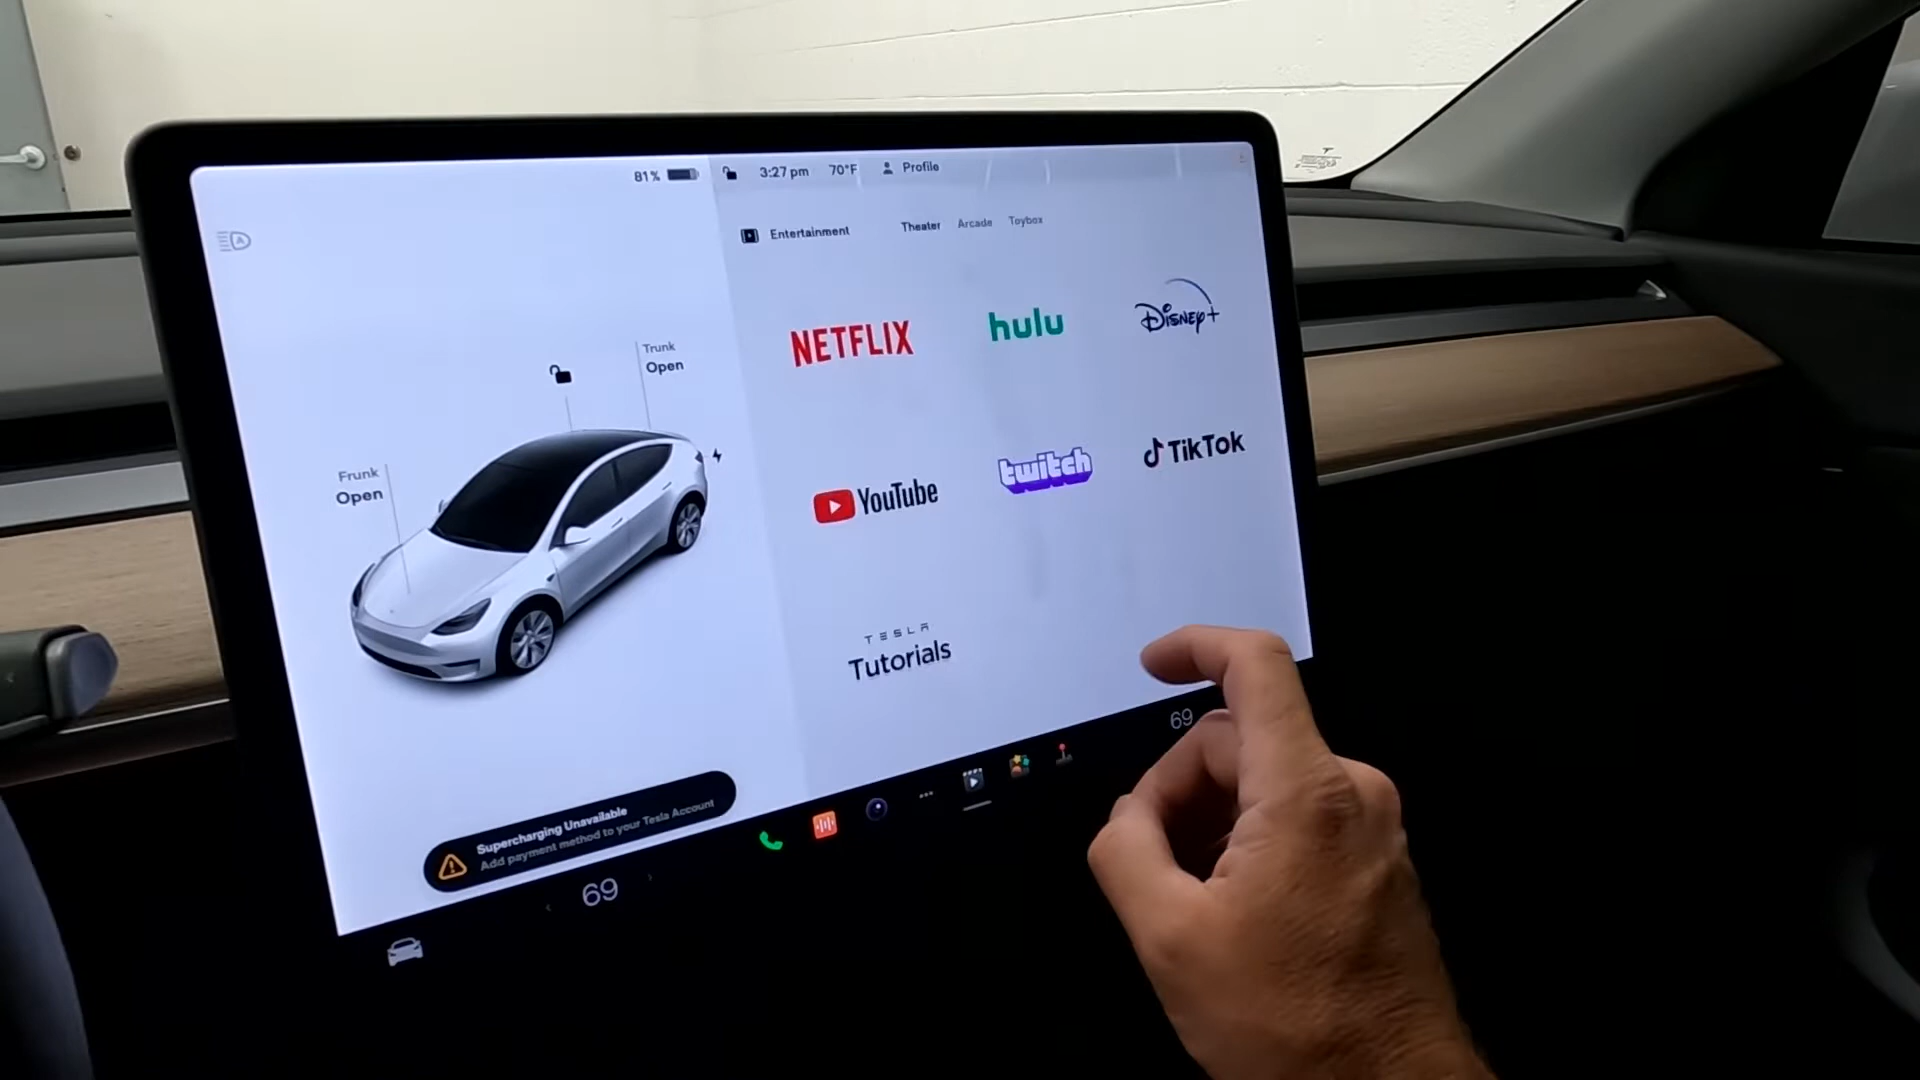 81%
3:27 pm
70°F
Profile
Entertainment
Theater
Arcade
Toybox
A
Trunk
Open
Frunk
Open
NETFLIX
hulu
Disney+
YouTube
twitch
TikTok
TESLA
Tutorials
Supercharging Unavailable
Add payment method to your Tesla Account
69
69